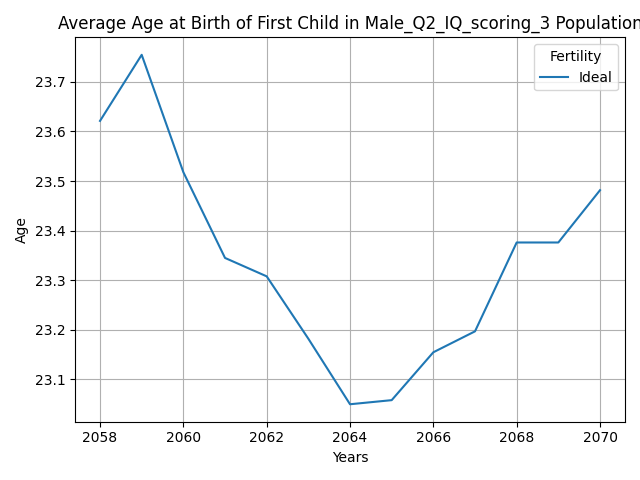 Average Age at Birth of First Child in Male_Q2_IQ_scoring_3 Population
Fertility
Ideal
23.7
23.6
23.5
23.4
23.3
23.2
23.1
Age
2058
2060
2062
2064
2066
2068
2070
Years